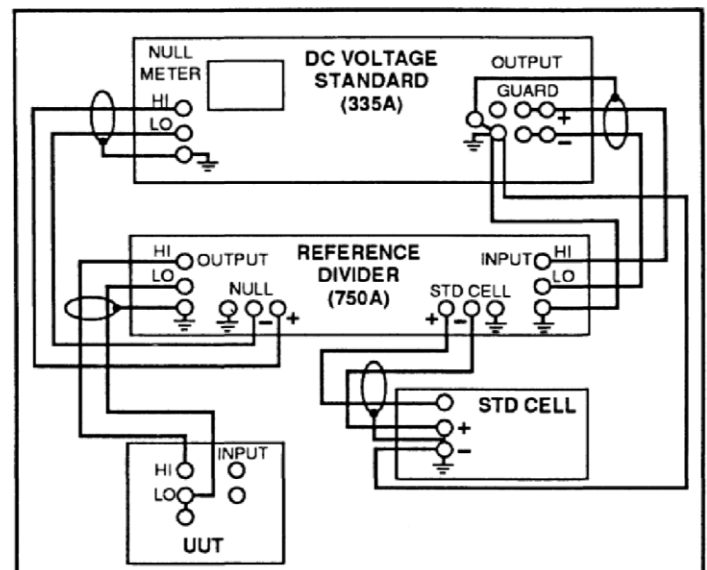 NULL
METER
DC VOLTAGE
STANDARD
(335A)
OUTPUT
GUARD
HI
LO
+
−
HI
OUTPUT
LO
NULL
− +
REFERENCE
DIVIDER
(750A)
INPUT
HI
LO
STD CELL
+ −
STD CELL
+
−
INPUT
HI
LO
UUT